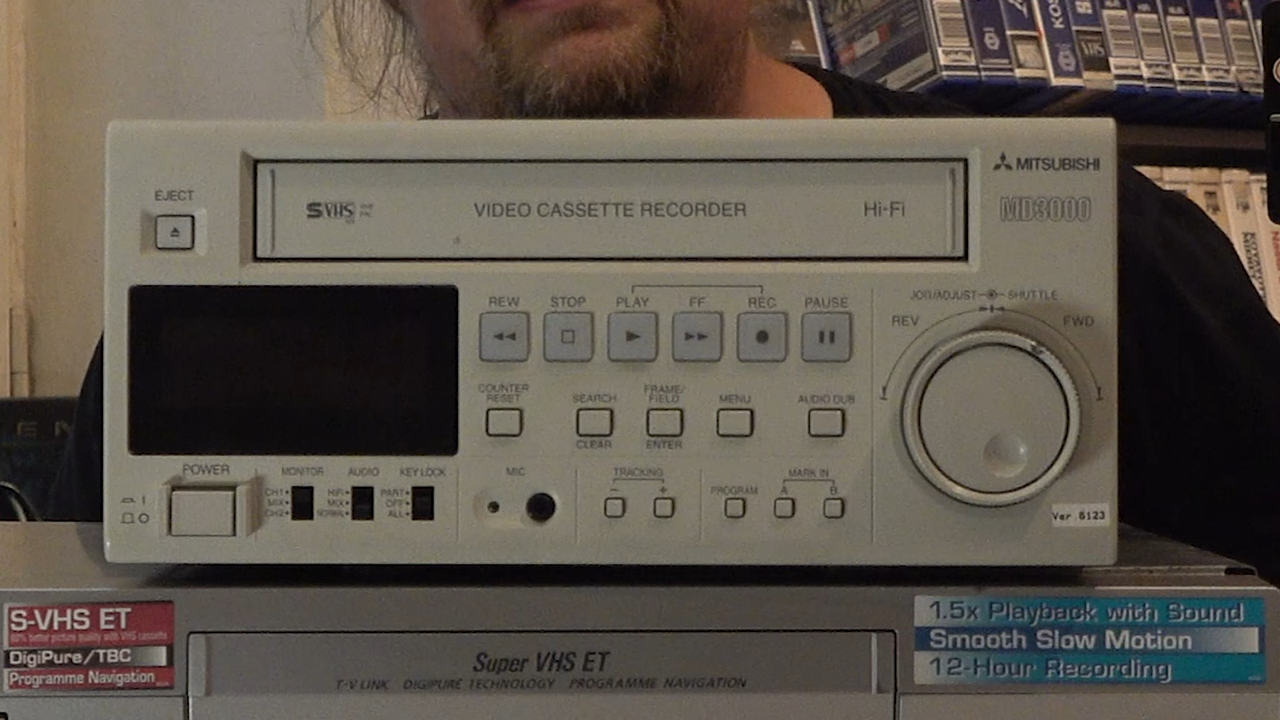 MITSUBISHI
MD3000
EJECT
S VHS
VIDEO CASSETTE RECORDER
Hi-Fi
REW STOP PLAY FF REC PAUSE
JOG/ADJUST SHUTTLE
REV FWD
COUNTER RESET
SEARCH
FRAME/
FIELD
MENU
AUDIO DUB
CLEAR
ENTER
POWER
MONITOR AUDIO KEY LOCK
MIC
TRACKING
MARK IN
- +
PROGRAM A B
CH1 HiFi PART
MIX MIX OFF
CH2 NORMAL ALL
Ver 5123
S-VHS ET
DigiPure/TBC
Programme Navigation
Super VHS ET
T-V LINK DIGIPURE TECHNOLOGY PROGRAMME NAVIGATION
1.5x Playback with Sound
Smooth Slow Motion
12-Hour Recording